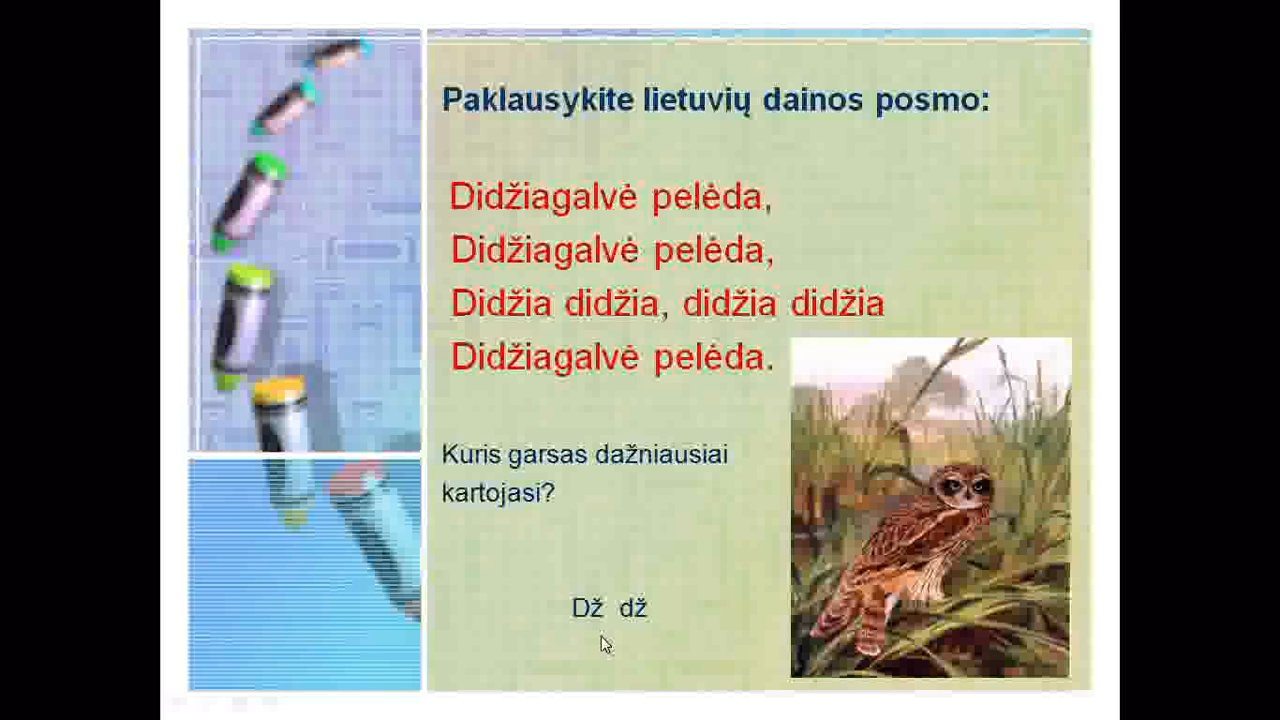 Paklausykite lietuvių dainos posmo:
Didžiagalvė pelėda,
Didžiagalvė pelėda,
Didžia didžia, didžia didžia
Didžiagalvė pelėda.
Kuris garsas dažniausiai
kartojasi?
Dž dž